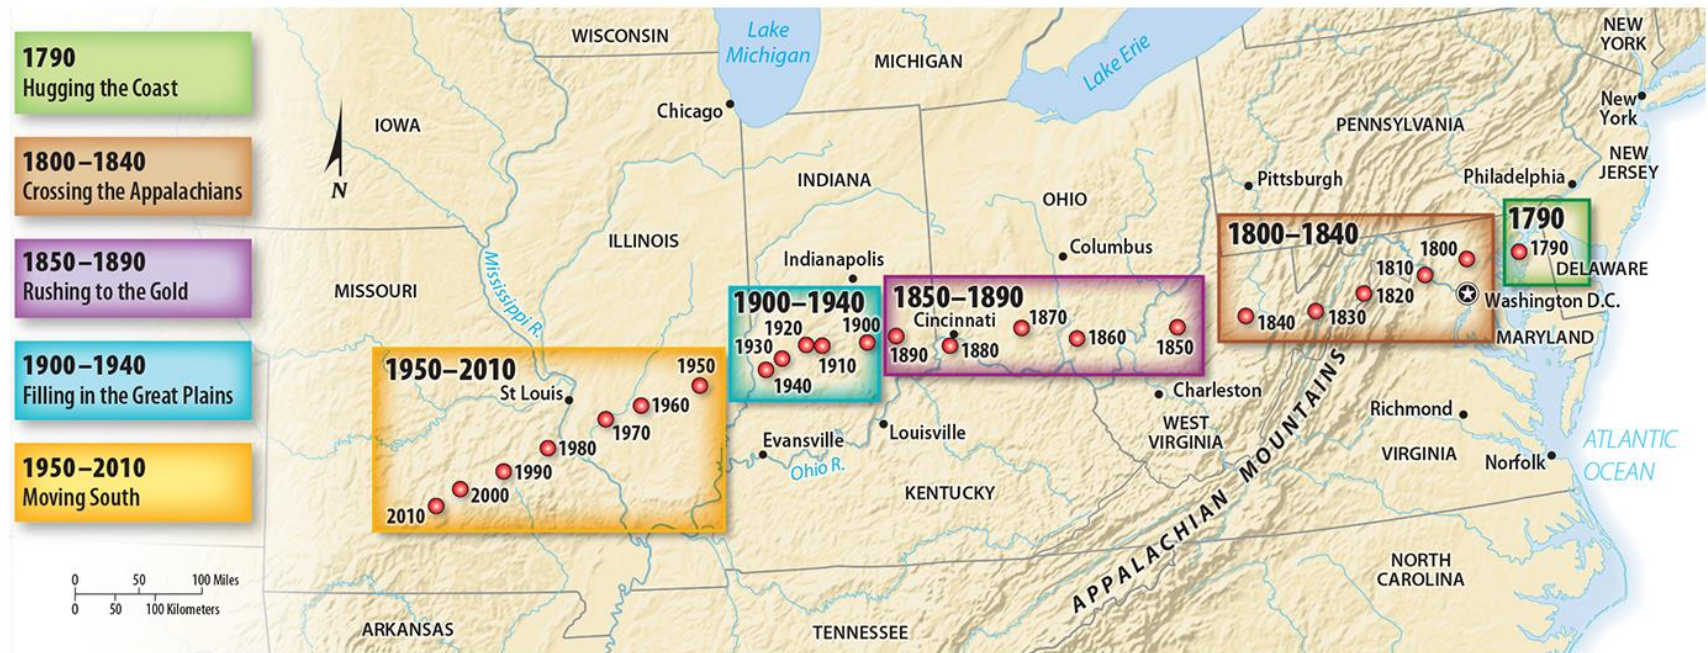 1790
Hugging the Coast
1800–1840
Crossing the Appalachians
1850–1890
Rushing to the Gold
1900–1940
Filling in the Great Plains
1950–2010
Moving South
N
0 50 100 Miles
0 50 100 Kilometers
WISCONSIN
Lake
Michigan
MICHIGAN
Lake Erie
NEW
YORK
Chicago
New
York
IOWA
PENNSYLVANIA
NEW
JERSEY
INDIANA
Pittsburgh
Philadelphia
OHIO
ILLINOIS
Columbus
Indianapolis
MISSOURI
Mississippi R.
1790
1790
DELAWARE
1800–1840
1800
1810
1820
1830
1840
Washington D.C.
MARYLAND
1850–1890
Cincinnati
1850
1860
1870
1880
1890
1900–1940
1900
1910
1920
1930
1940
1950–2010
St Louis
1950
1960
1970
1980
1990
2000
2010
Charleston
WEST
VIRGINIA
Richmond
VIRGINIA
Norfolk
ATLANTIC
OCEAN
Evansville
Louisville
Ohio R.
KENTUCKY
APPALACHIAN MOUNTAINS
NORTH
CAROLINA
ARKANSAS
TENNESSEE